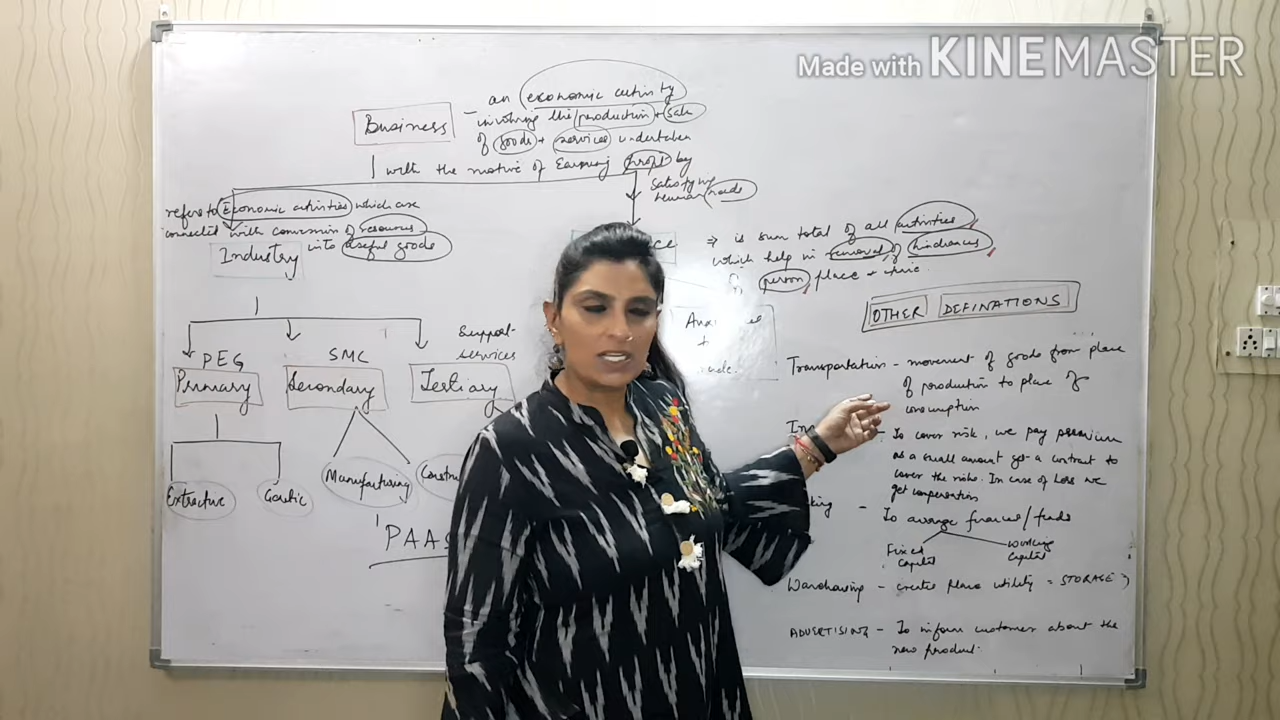 Made with KINEMASTER
Business
- an economic activity
involving the production + sale
of goods + services undertaken
with the motive of Earning profit by
satisfying
human needs
refers to Economic activities which are
connected with conversion of resources
into useful goods
Industry
PEG
Primary
SMC
Secondary
Support
services
Tertiary
Extractive
Genetic
Manufacturing
PAAS
⇒ is sum total of all activities
which help in removal of hindrances
of person, place + time.
OTHER DEFINATIONS
Transportation - movement of goods from place
of production to place of
consumption
- To cover risk, we pay premium
as a small amount get a contract to
cover the risks. In case of loss we
get compensation
- To arrange finances/funds
Fixed
Capital
Working
Capital
Warehousing - creates place utility = STORAGE
ADVERTISING - To inform customer about the
new product.